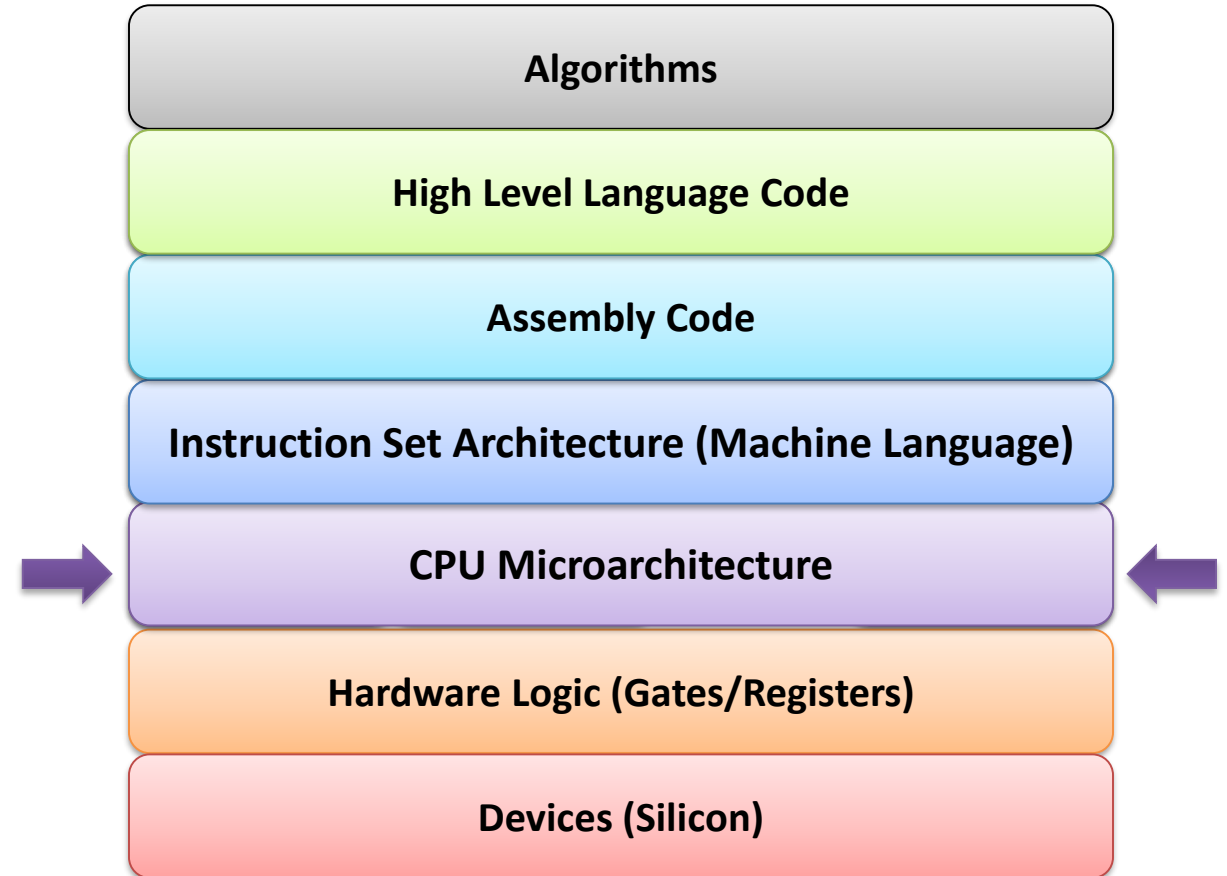 Algorithms
High Level Language Code
Assembly Code
Instruction Set Architecture (Machine Language)
CPU Microarchitecture
Hardware Logic (Gates/Registers)
Devices (Silicon)